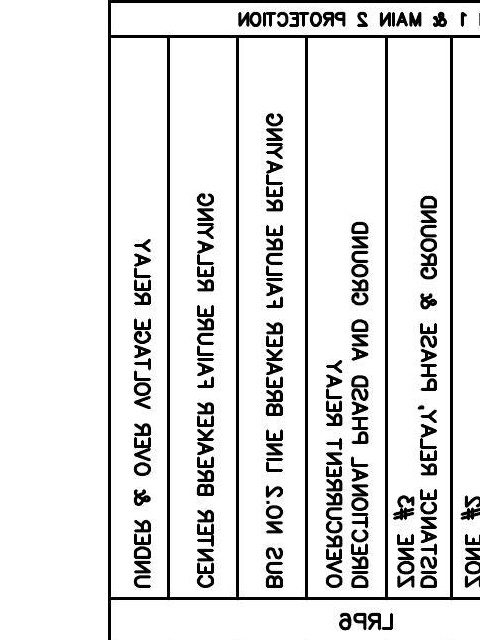 1 & MAIN 2 PROTECTION
ZONE #2
DISTANCE RELAY, PHASE & GROUND
ZONE #3
DIRECTIONAL PHASD AND GROUND
OVERCURRENT RELAY
BUS NO.2 LINE BREAKER FAILURE RELAYING
CENTER BREAKER FAILURE RELAYING
UNDER & OVER VOLTAGE RELAY
LRP6